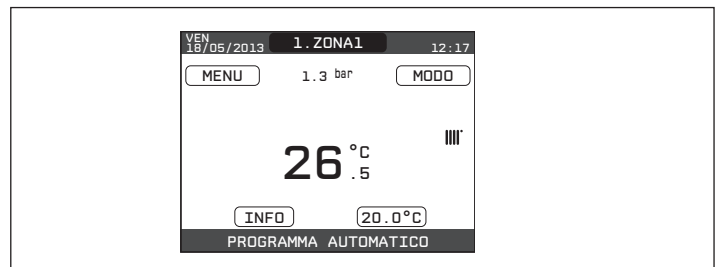 VEN
18/05/2013 1.ZONA1 12:17
MENU 1.3 bar MODO
26.5 °C
INFO 20.0°C
PROGRAMMA AUTOMATICO